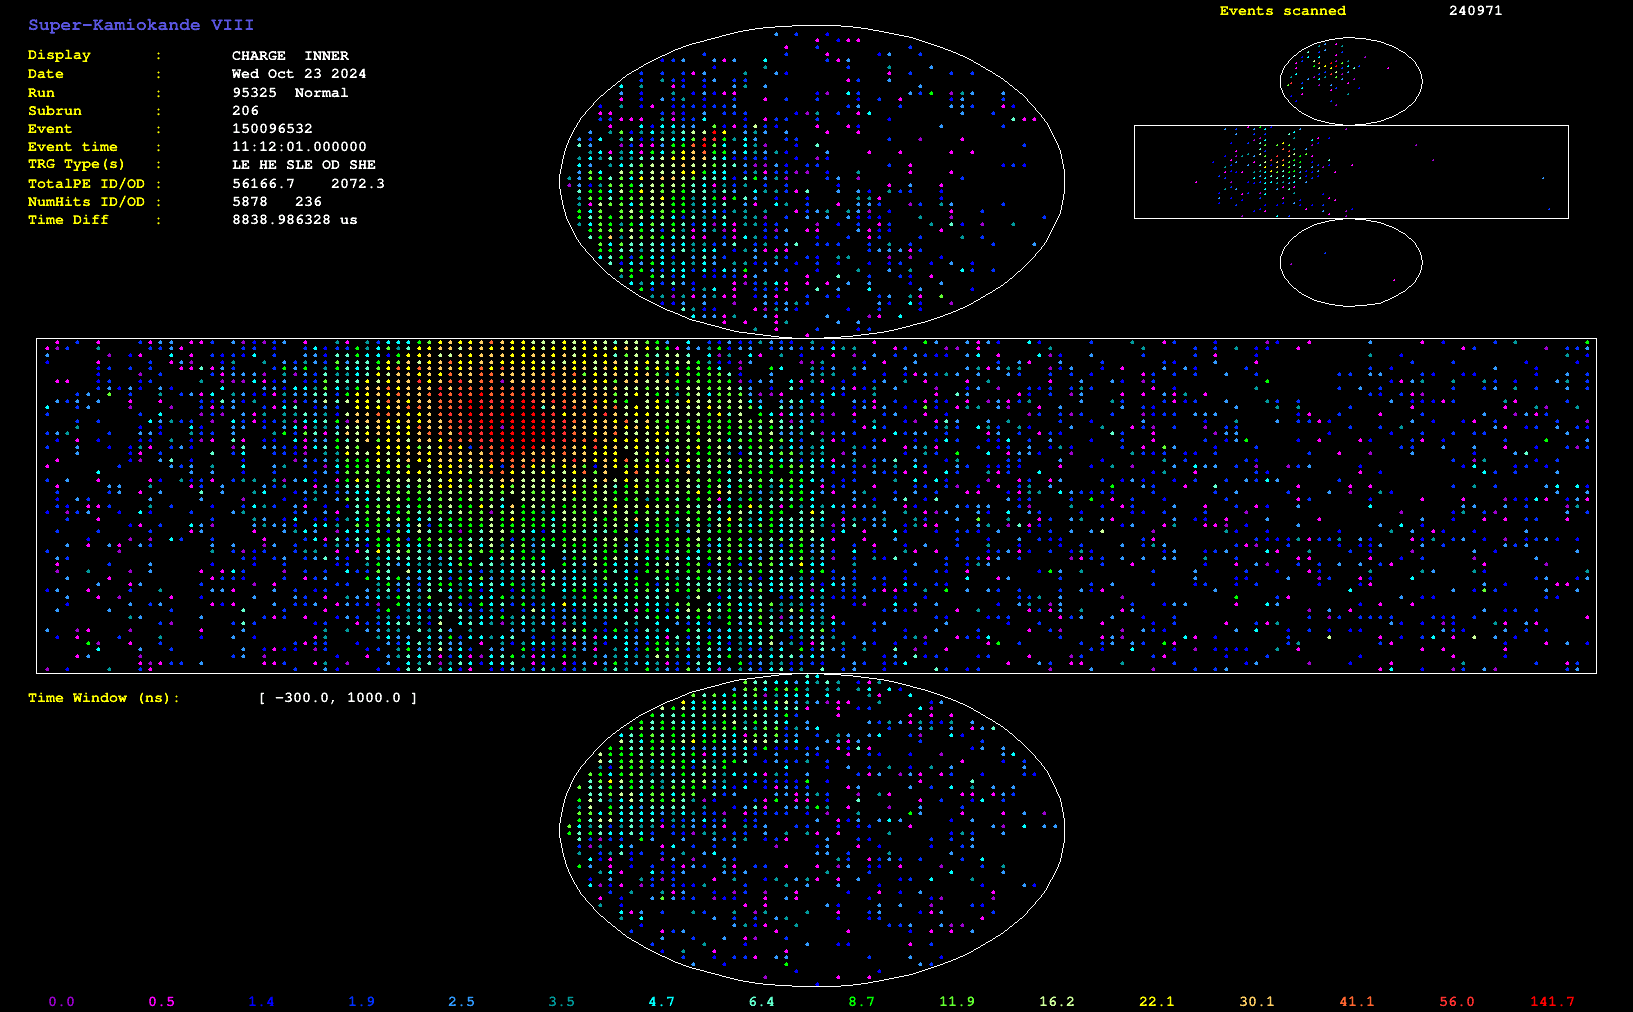 Super-Kamiokande VIII
Events scanned 240971
Display : CHARGE INNER
Date : Wed Oct 23 2024
Run : 95325 Normal
Subrun : 206
Event : 150096532
Event time : 11:12:01.000000
TRG Type(s) : LE HE SLE OD SHE
TotalPE ID/OD : 56166.7 2072.3
NumHits ID/OD : 5878 236
Time Diff : 8838.986328 us
Time Window (ns): [ −300.0, 1000.0 ]
0.0 0.5 1.4 1.9 2.5 3.5 4.7 6.4 8.7 11.9 16.2 22.1 30.1 41.1 56.0 141.7